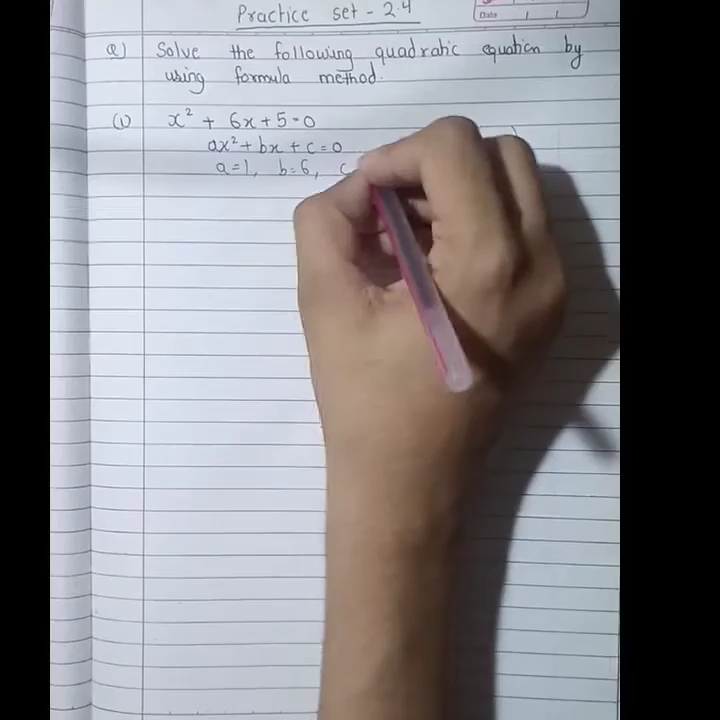 Practice set - 2.4
Date
Q) Solve the following quadratic equation by
using formula method.
(1) x² + 6x + 5 = 0
ax² + bx + c = 0
a = 1, b = 6, c